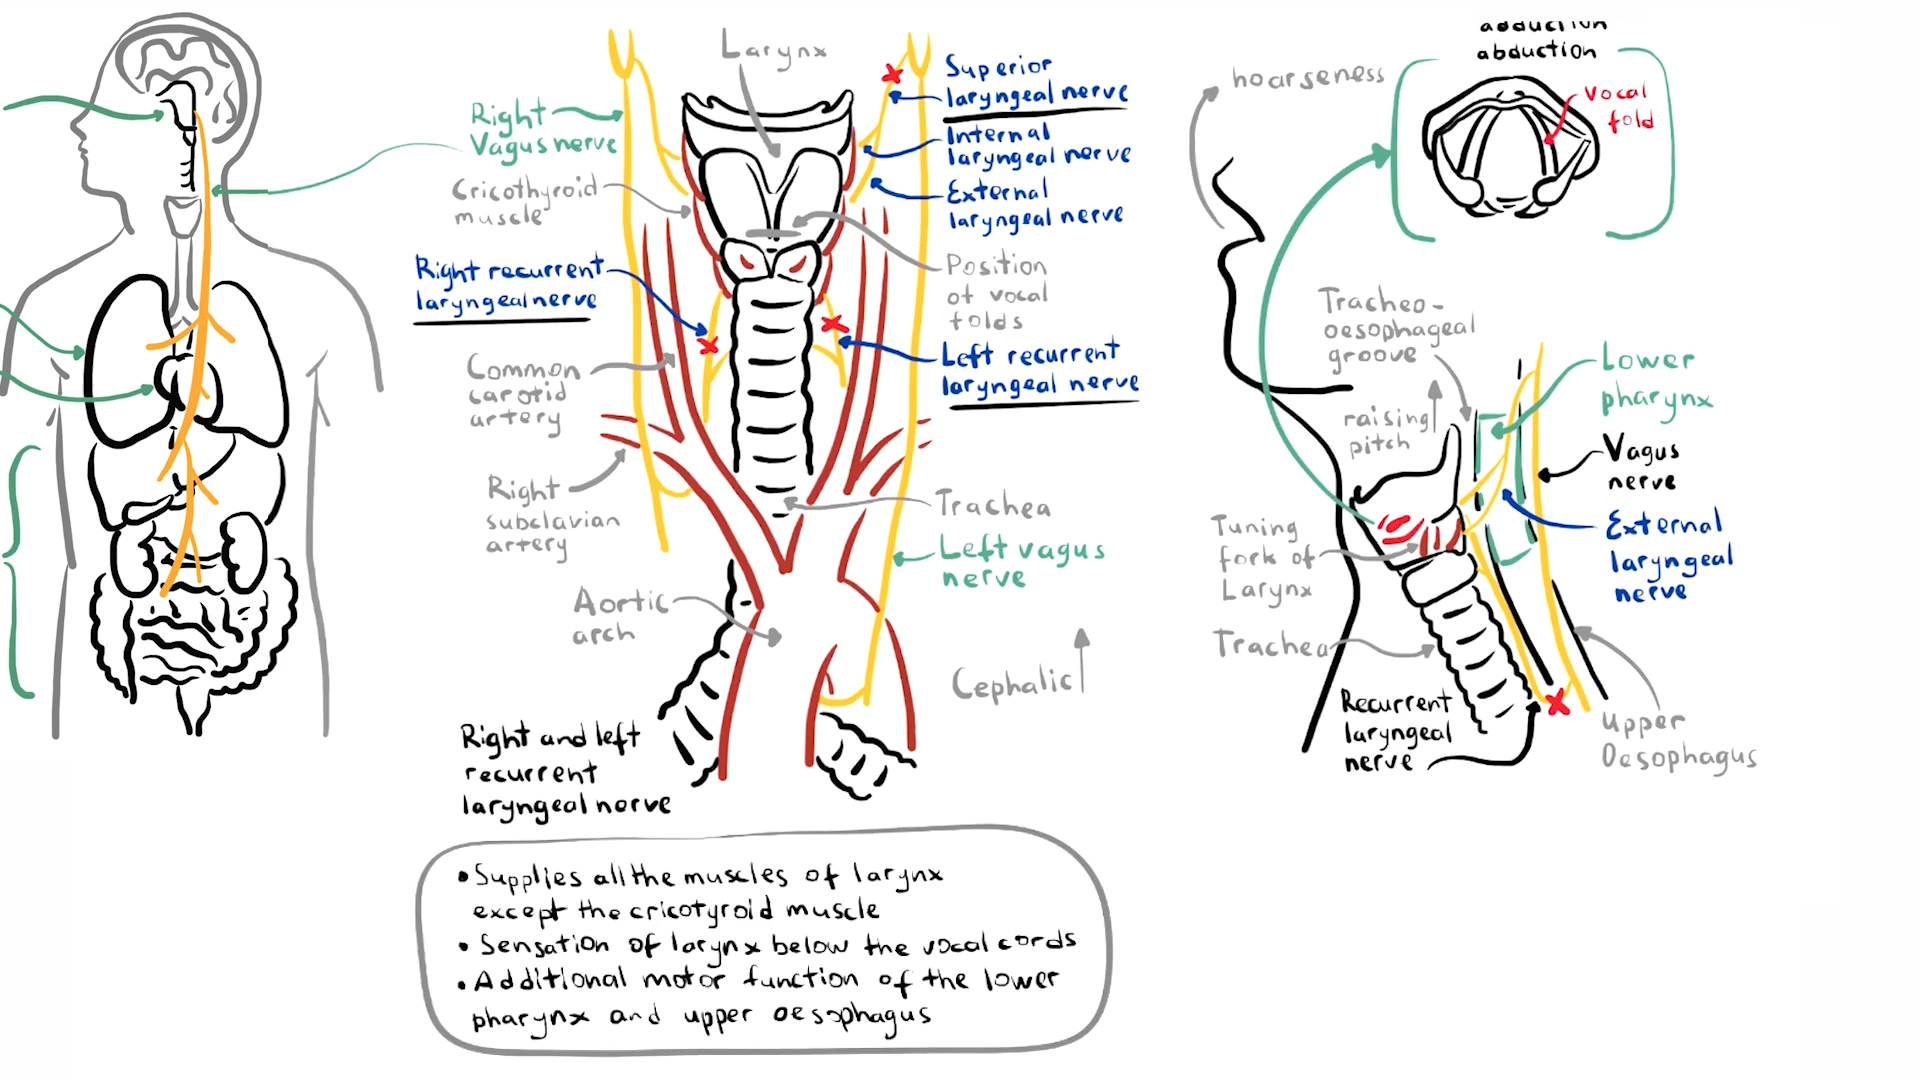 Larynx
Right
Vagus nerve
Cricothyroid
muscle
Right recurrent
laryngeal nerve
Common
carotid
artery
Right
subclavian
artery
Aortic
arch
Superior
laryngeal nerve
Internal
laryngeal nerve
External
laryngeal nerve
Position
of vocal
folds
Left recurrent
laryngeal nerve
Trachea
Left vagus
nerve
Cephalic
Right and left
recurrent
laryngeal nerve
• Supplies all the muscles of larynx
except the cricotyroid muscle
• Sensation of larynx below the vocal cords
• Additional motor function of the lower
pharynx and upper oesophagus
adduction
abduction
hoarseness
vocal
fold
Tracheo-
oesophageal
groove
raising
pitch
Lower
pharynx
Vagus
nerve
External
laryngeal
nerve
Tuning
fork of
Larynx
Trachea
Recurrent
laryngeal
nerve
Upper
Oesophagus